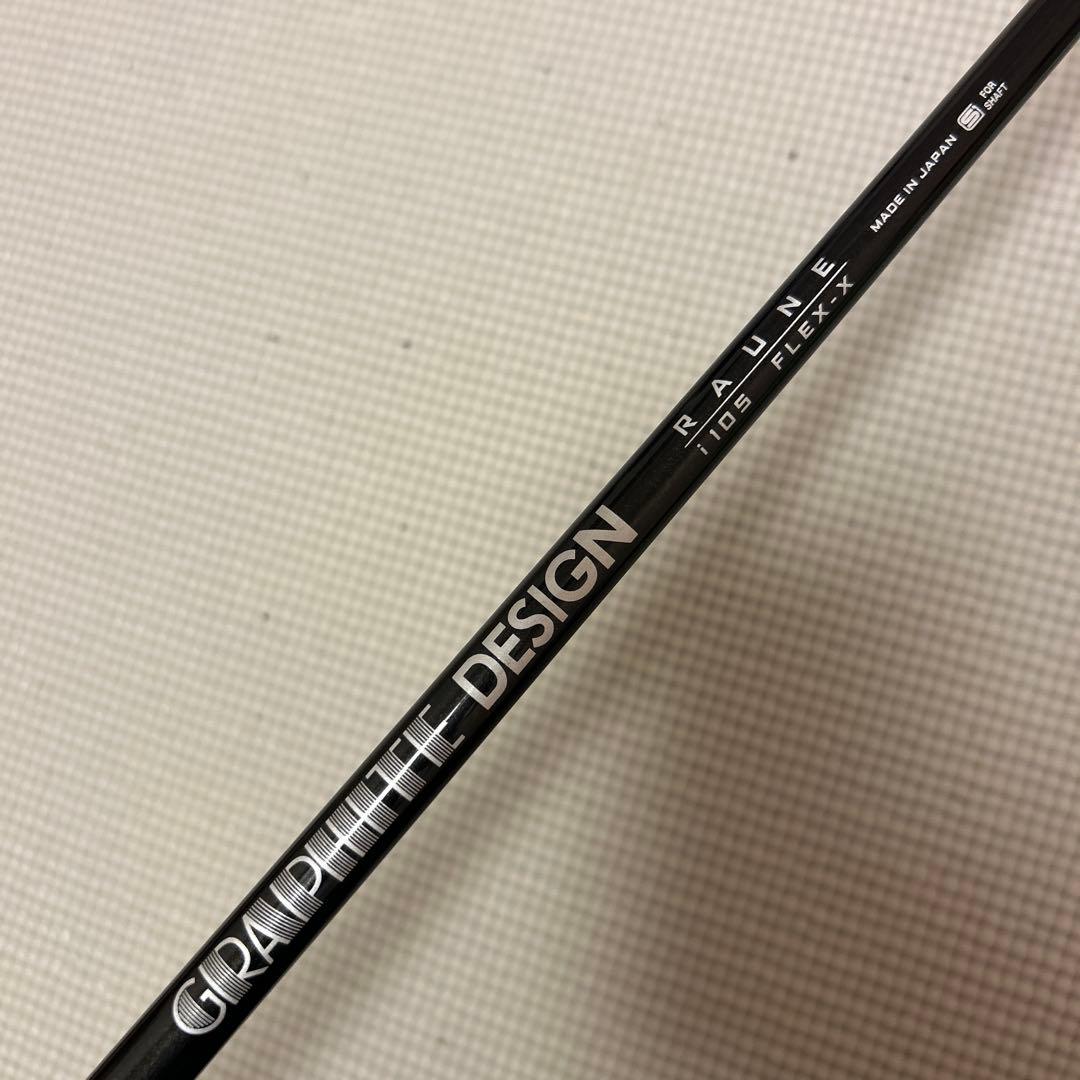 GRAPHITE DESIGN
RAUNE
i105 FLEX-X
MADE IN JAPAN
S
FOR
SHAFT